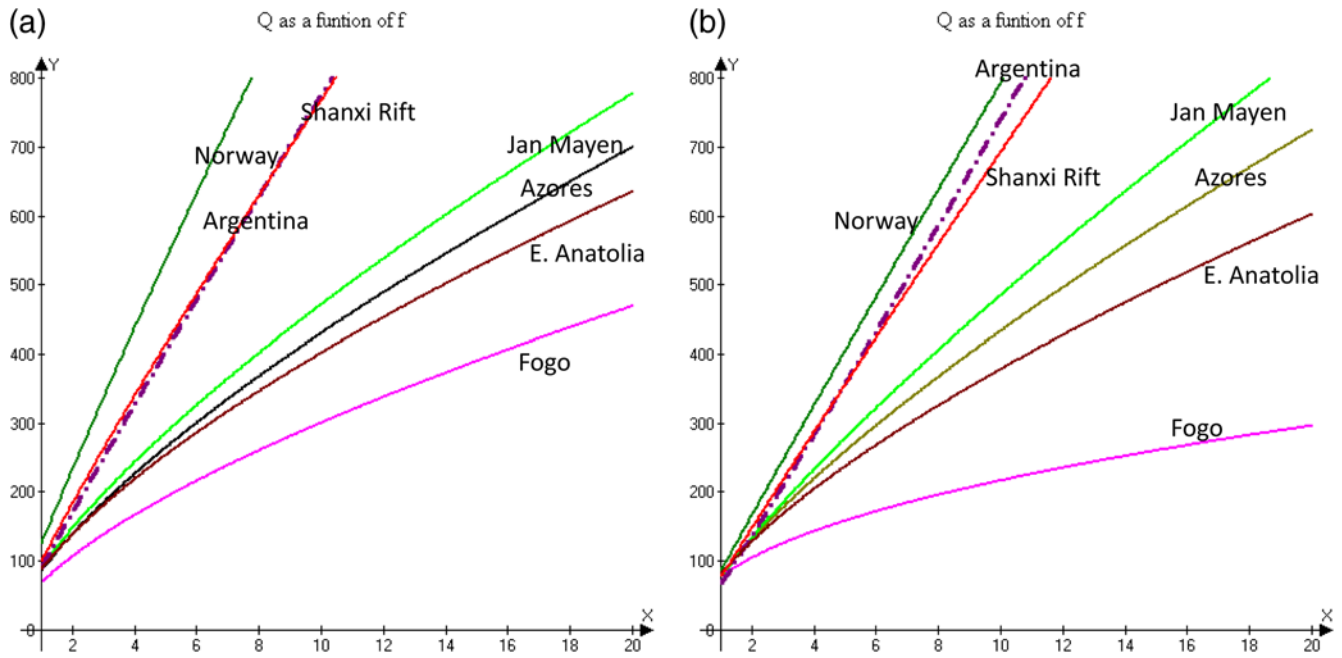 (a)
Q as a funtion of f
Y
800
700
600
500
400
300
200
100
0
2 4 6 8 10 12 14 16 18 20
X
Shanxi Rift
Norway
Jan Mayen
Azores
Argentina
E. Anatolia
Fogo
(b)
Q as a funtion of f
Y
800
700
600
500
400
300
200
100
0
2 4 6 8 10 12 14 16 18 20
X
Argentina
Jan Mayen
Shanxi Rift
Azores
Norway
E. Anatolia
Fogo